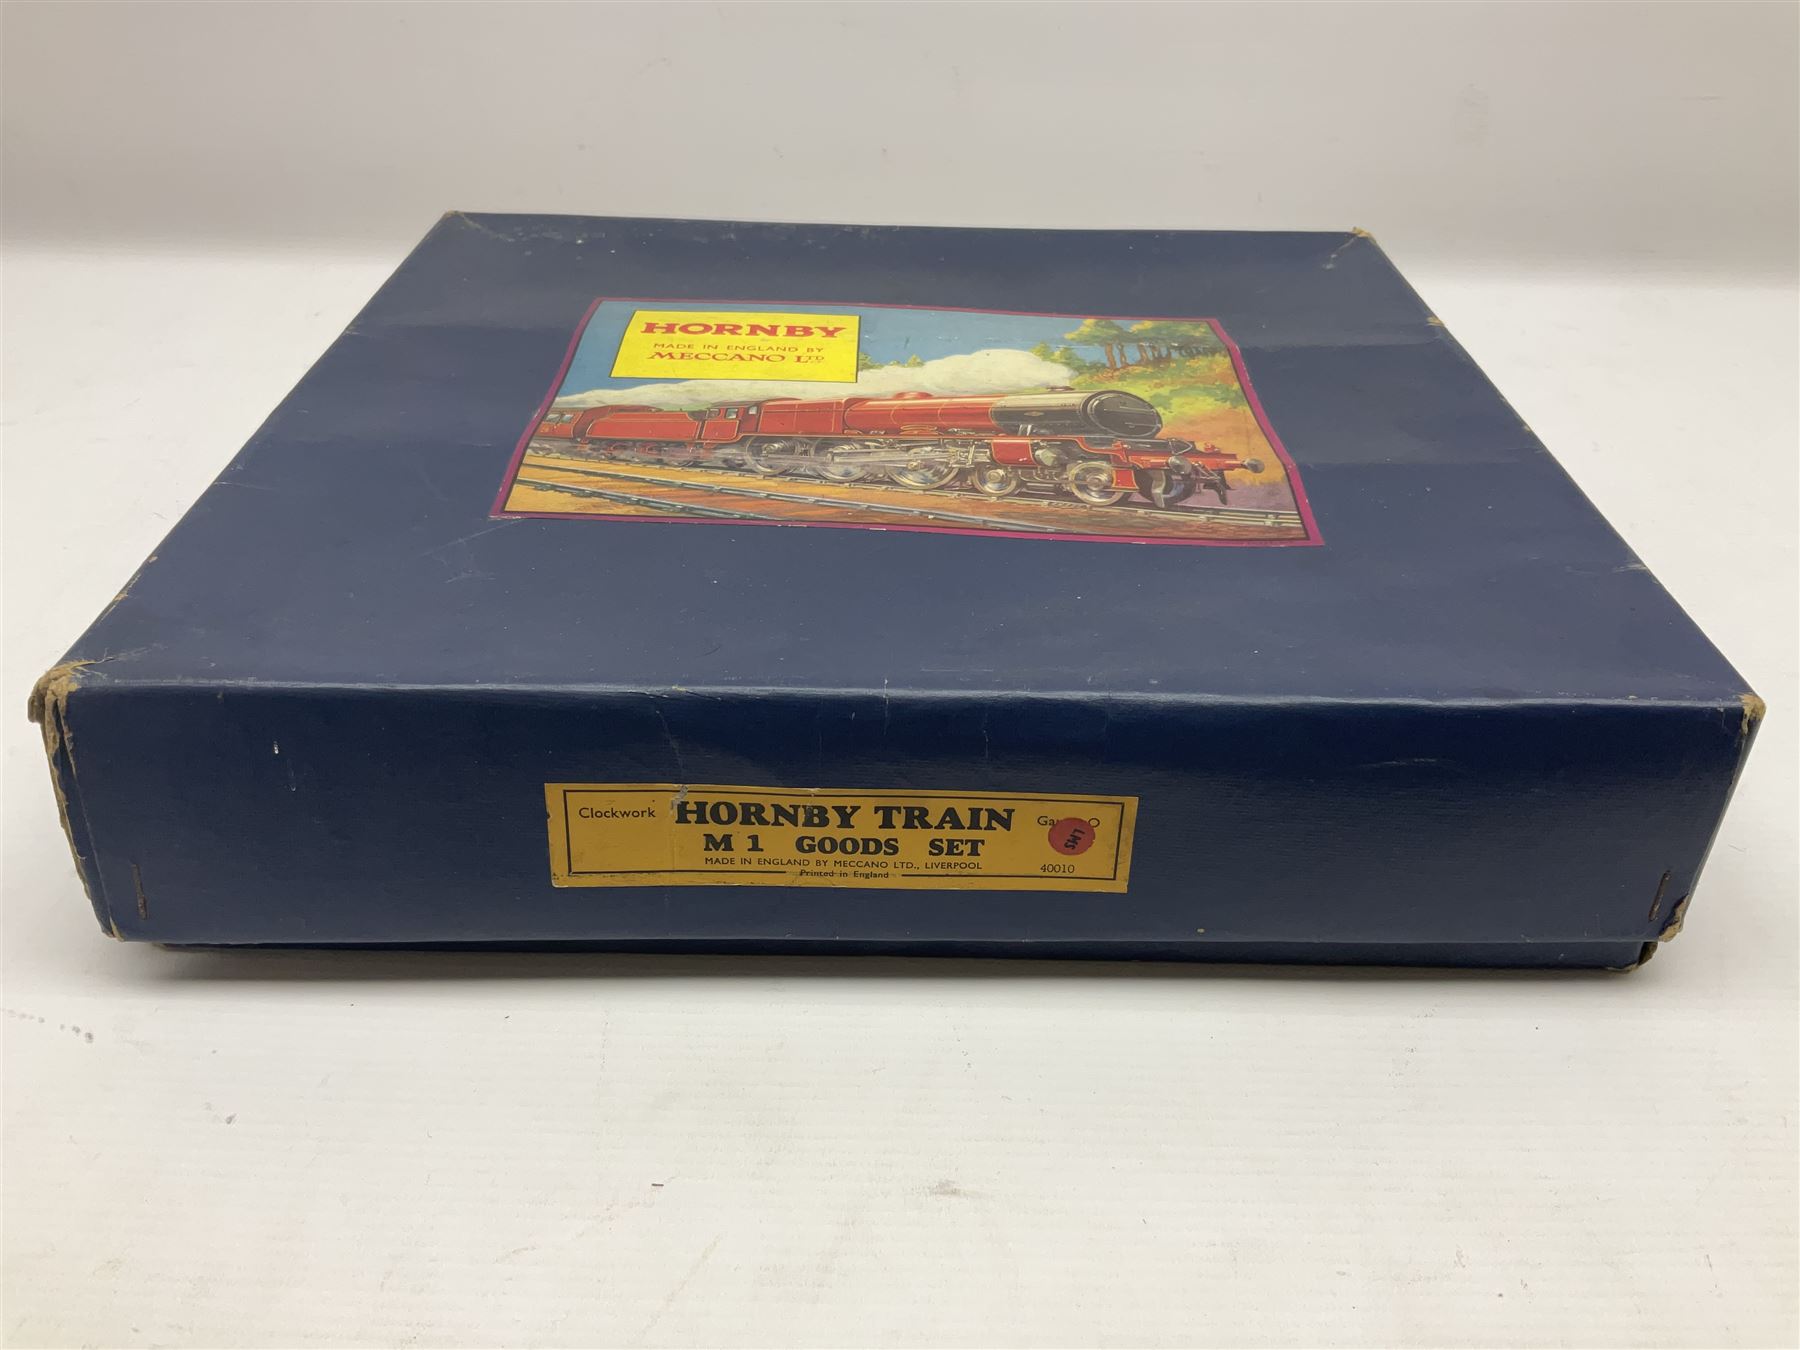 HORNBY
MADE IN ENGLAND BY
MECCANO LTD
Clockwork HORNBY TRAIN
LMS
M 1 GOODS SET
MADE IN ENGLAND BY MECCANO LTD., LIVERPOOL
40010
Printed in England